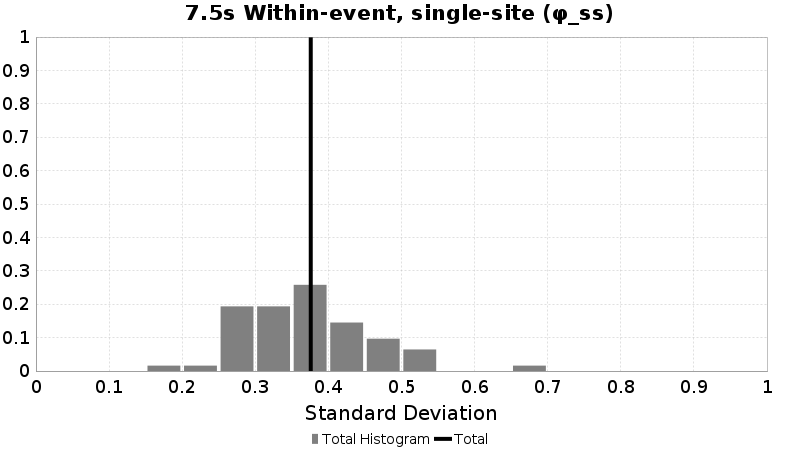 7.5s Within-event, single-site (φ_ss)
1
0.9
0.8
0.7
0.6
0.5
0.4
0.3
0.2
0.1
0
0 0.1 0.2 0.3 0.4 0.5 0.6 0.7 0.8 0.9 1
Standard Deviation
Total Histogram Total